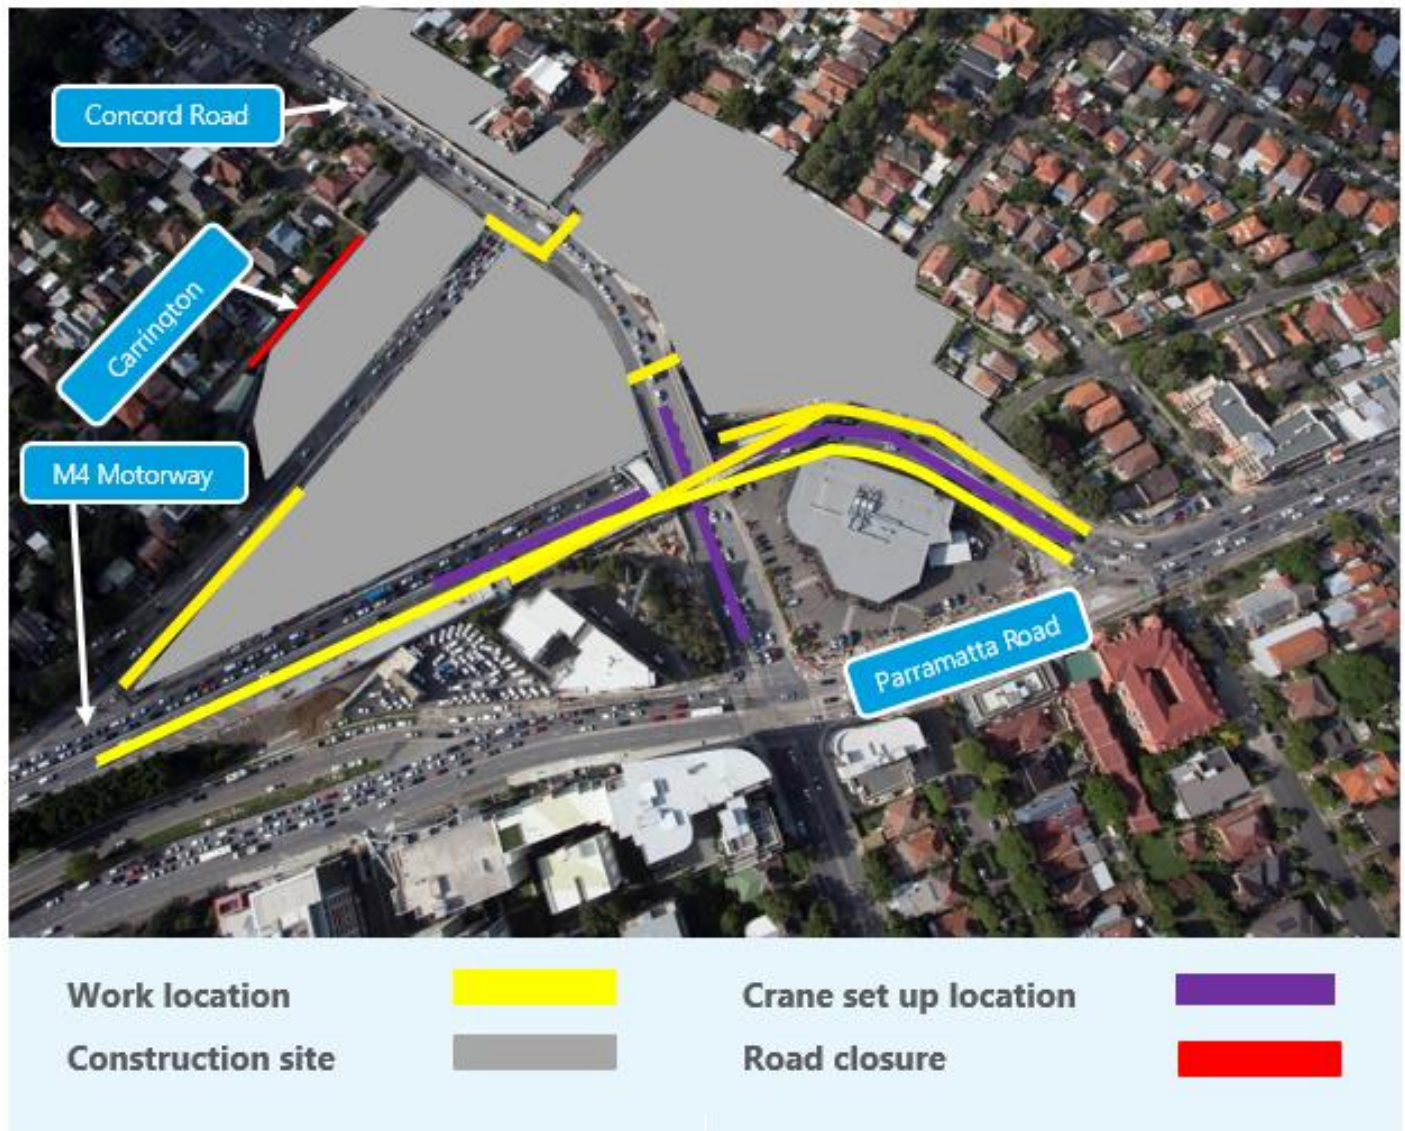 Concord Road
Carrington
M4 Motorway
Parramatta Road
Work location
Crane set up location
Construction site
Road closure